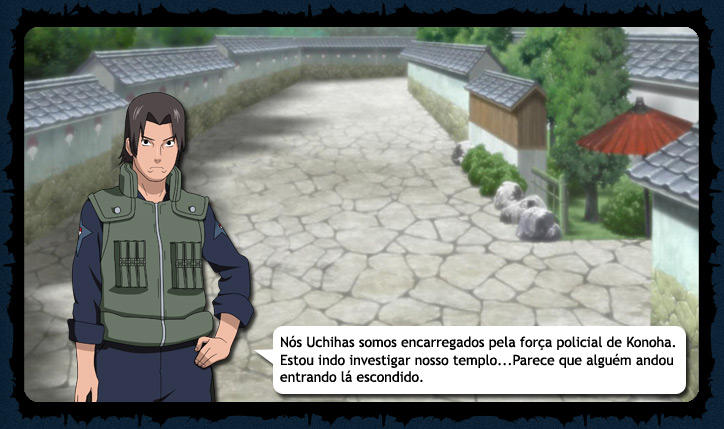 Nós Uchihas somos encarregados pela força policial de Konoha.
Estou indo investigar nosso templo...Parece que alguém andou
entrando lá escondido.